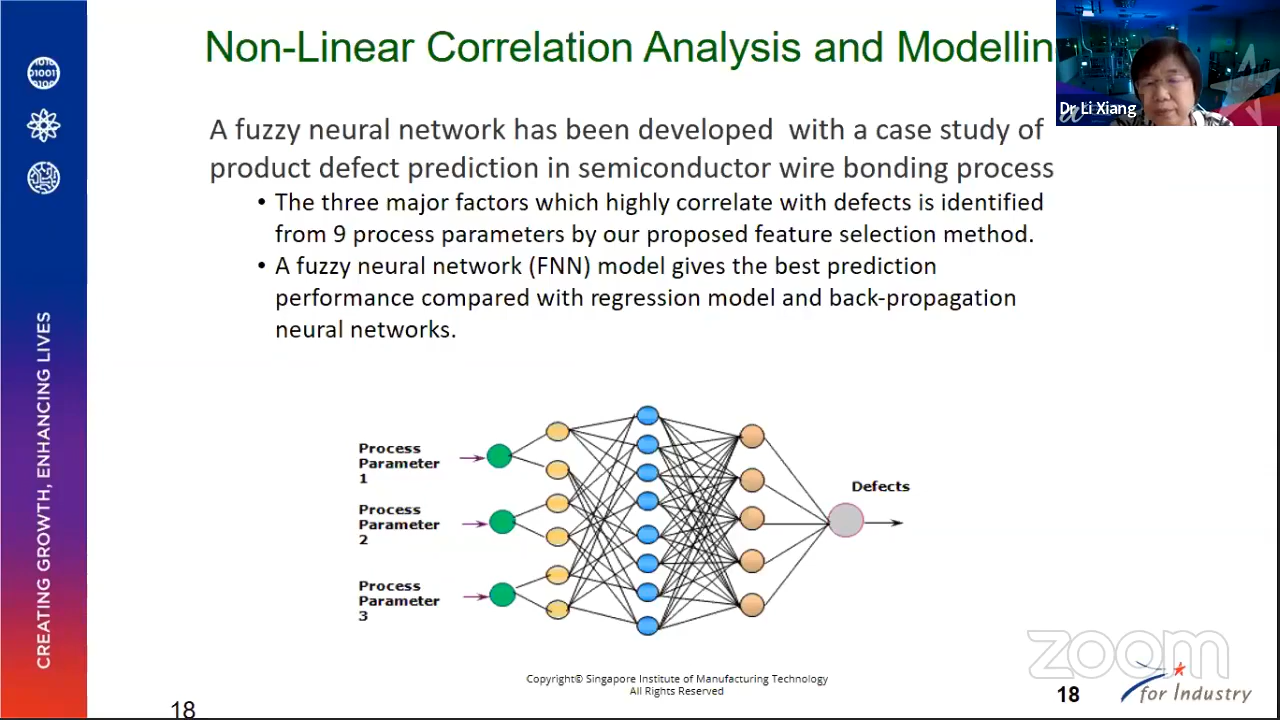 Non-Linear Correlation Analysis and Modellin
Dr Li Xiang
A fuzzy neural network has been developed with a case study of
product defect prediction in semiconductor wire bonding process
• The three major factors which highly correlate with defects is identified
from 9 process parameters by our proposed feature selection method.
• A fuzzy neural network (FNN) model gives the best prediction
performance compared with regression model and back-propagation
neural networks.
Process
Parameter
1
Process
Parameter
2
Process
Parameter
3
Defects
CREATING GROWTH, ENHANCING LIVES
Copyright© Singapore Institute of Manufacturing Technology
All Rights Reserved
zoom
18
for Industry
18